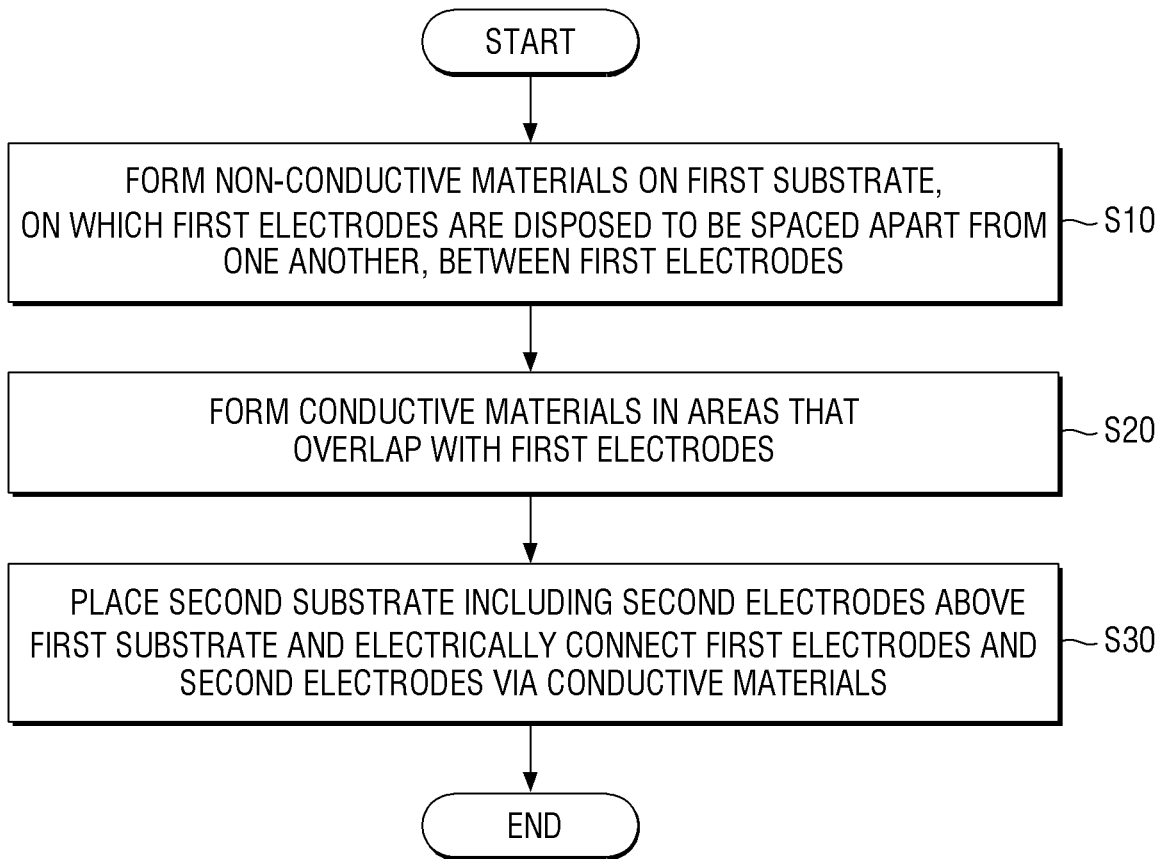 START
FORM NON-CONDUCTIVE MATERIALS ON FIRST SUBSTRATE,
ON WHICH FIRST ELECTRODES ARE DISPOSED TO BE SPACED APART FROM
ONE ANOTHER, BETWEEN FIRST ELECTRODES
S10
FORM CONDUCTIVE MATERIALS IN AREAS THAT
OVERLAP WITH FIRST ELECTRODES
S20
PLACE SECOND SUBSTRATE INCLUDING SECOND ELECTRODES ABOVE
FIRST SUBSTRATE AND ELECTRICALLY CONNECT FIRST ELECTRODES AND
SECOND ELECTRODES VIA CONDUCTIVE MATERIALS
S30
END